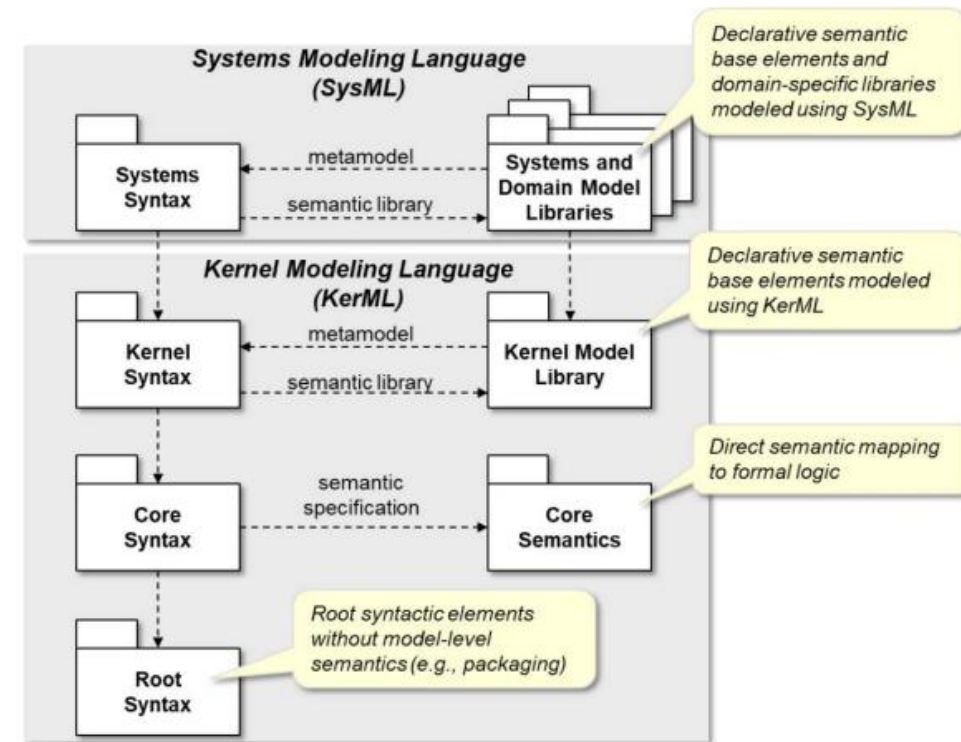 Systems Modeling Language
(SysML)
Declarative semantic
base elements and
domain-specific libraries
modeled using SysML
Systems
Syntax
metamodel
semantic library
Systems and
Domain Model
Libraries
Kernel Modeling Language
(KerML)
Declarative semantic
base elements modeled
using KerML
Kernel
Syntax
metamodel
semantic library
Kernel Model
Library
Core
Syntax
semantic
specification
Core
Semantics
Direct semantic mapping
to formal logic
Root
Syntax
Root syntactic elements
without model-level
semantics (e.g., packaging)